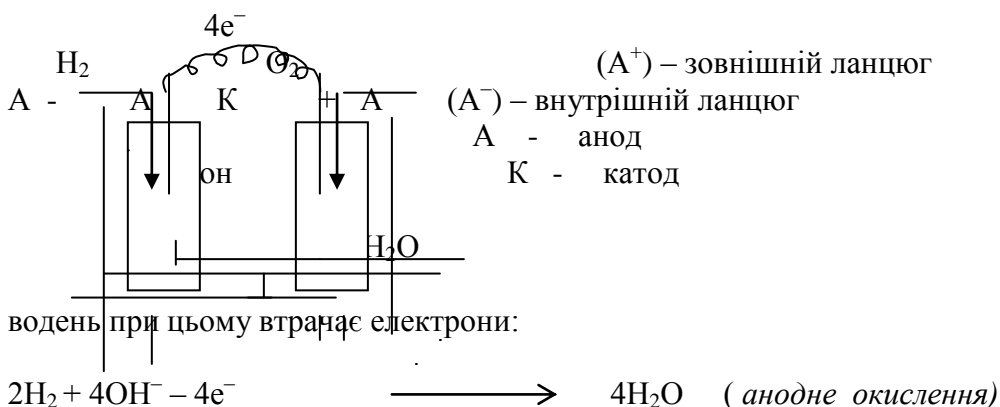 4e⁻
H₂ O₂ (А⁺) – зовнішній ланцюг
А - А К + А (А⁻) – внутрішній ланцюг
А - анод
он К - катод
H₂O
водень при цьому втрачає електрони:
2H₂ + 4OH⁻ – 4e⁻ ⟶ 4H₂O ( анодне окислення)